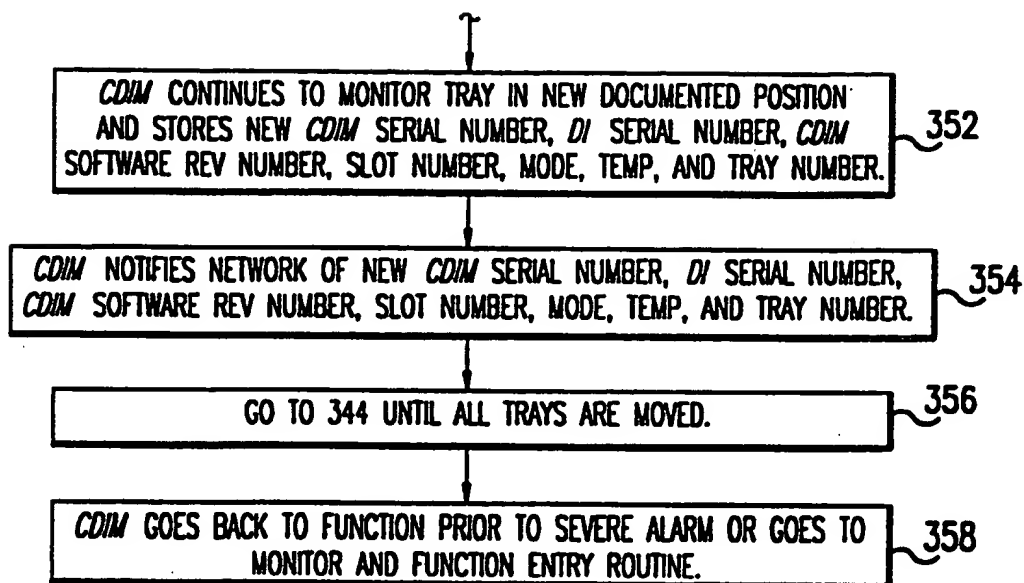 CDIM CONTINUES TO MONITOR TRAY IN NEW DOCUMENTED POSITION
AND STORES NEW CDIM SERIAL NUMBER, DI SERIAL NUMBER, CDIM
SOFTWARE REV NUMBER, SLOT NUMBER, MODE, TEMP, AND TRAY NUMBER.
352
CDIM NOTIFIES NETWORK OF NEW CDIM SERIAL NUMBER, DI SERIAL NUMBER,
CDIM SOFTWARE REV NUMBER, SLOT NUMBER, MODE, TEMP, AND TRAY NUMBER.
354
GO TO 344 UNTIL ALL TRAYS ARE MOVED.
356
CDIM GOES BACK TO FUNCTION PRIOR TO SEVERE ALARM OR GOES TO
MONITOR AND FUNCTION ENTRY ROUTINE.
358